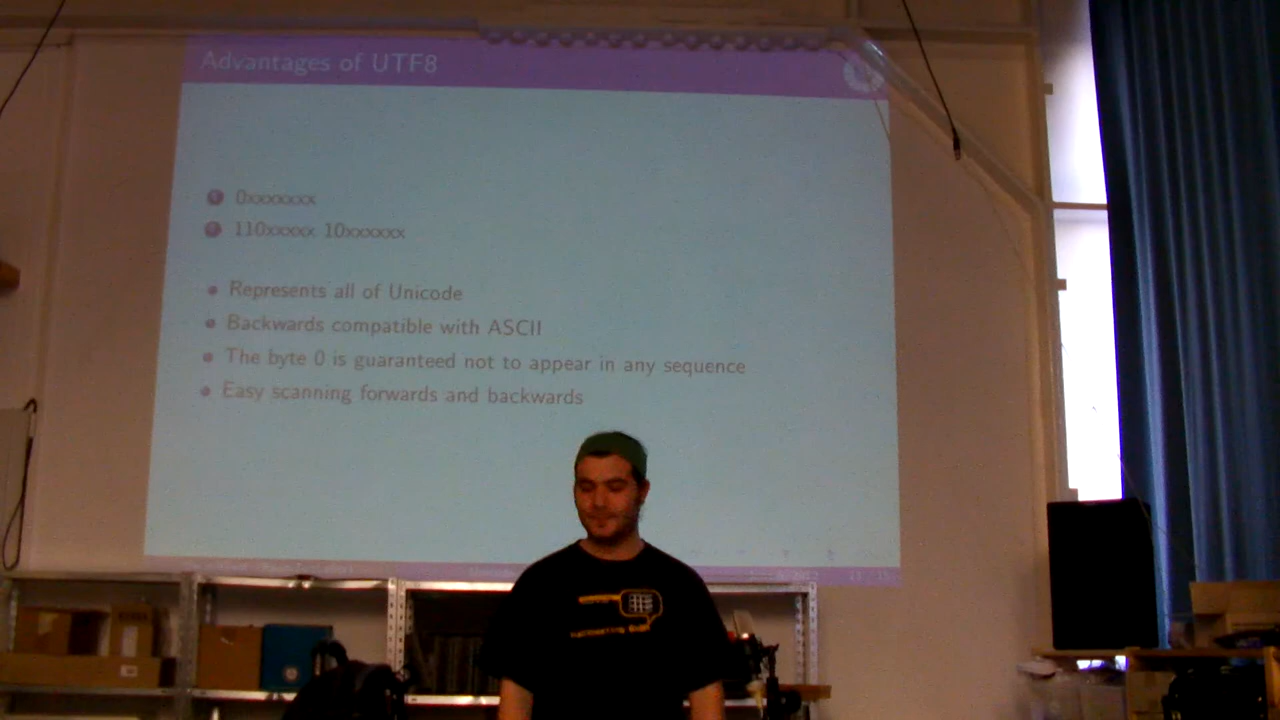 Advantages of UTF8
0xxxxxxx
110xxxxx 10xxxxxx
Represents all of Unicode
Backwards compatible with ASCII
The byte 0 is guaranteed not to appear in any sequence
Easy scanning forwards and backwards